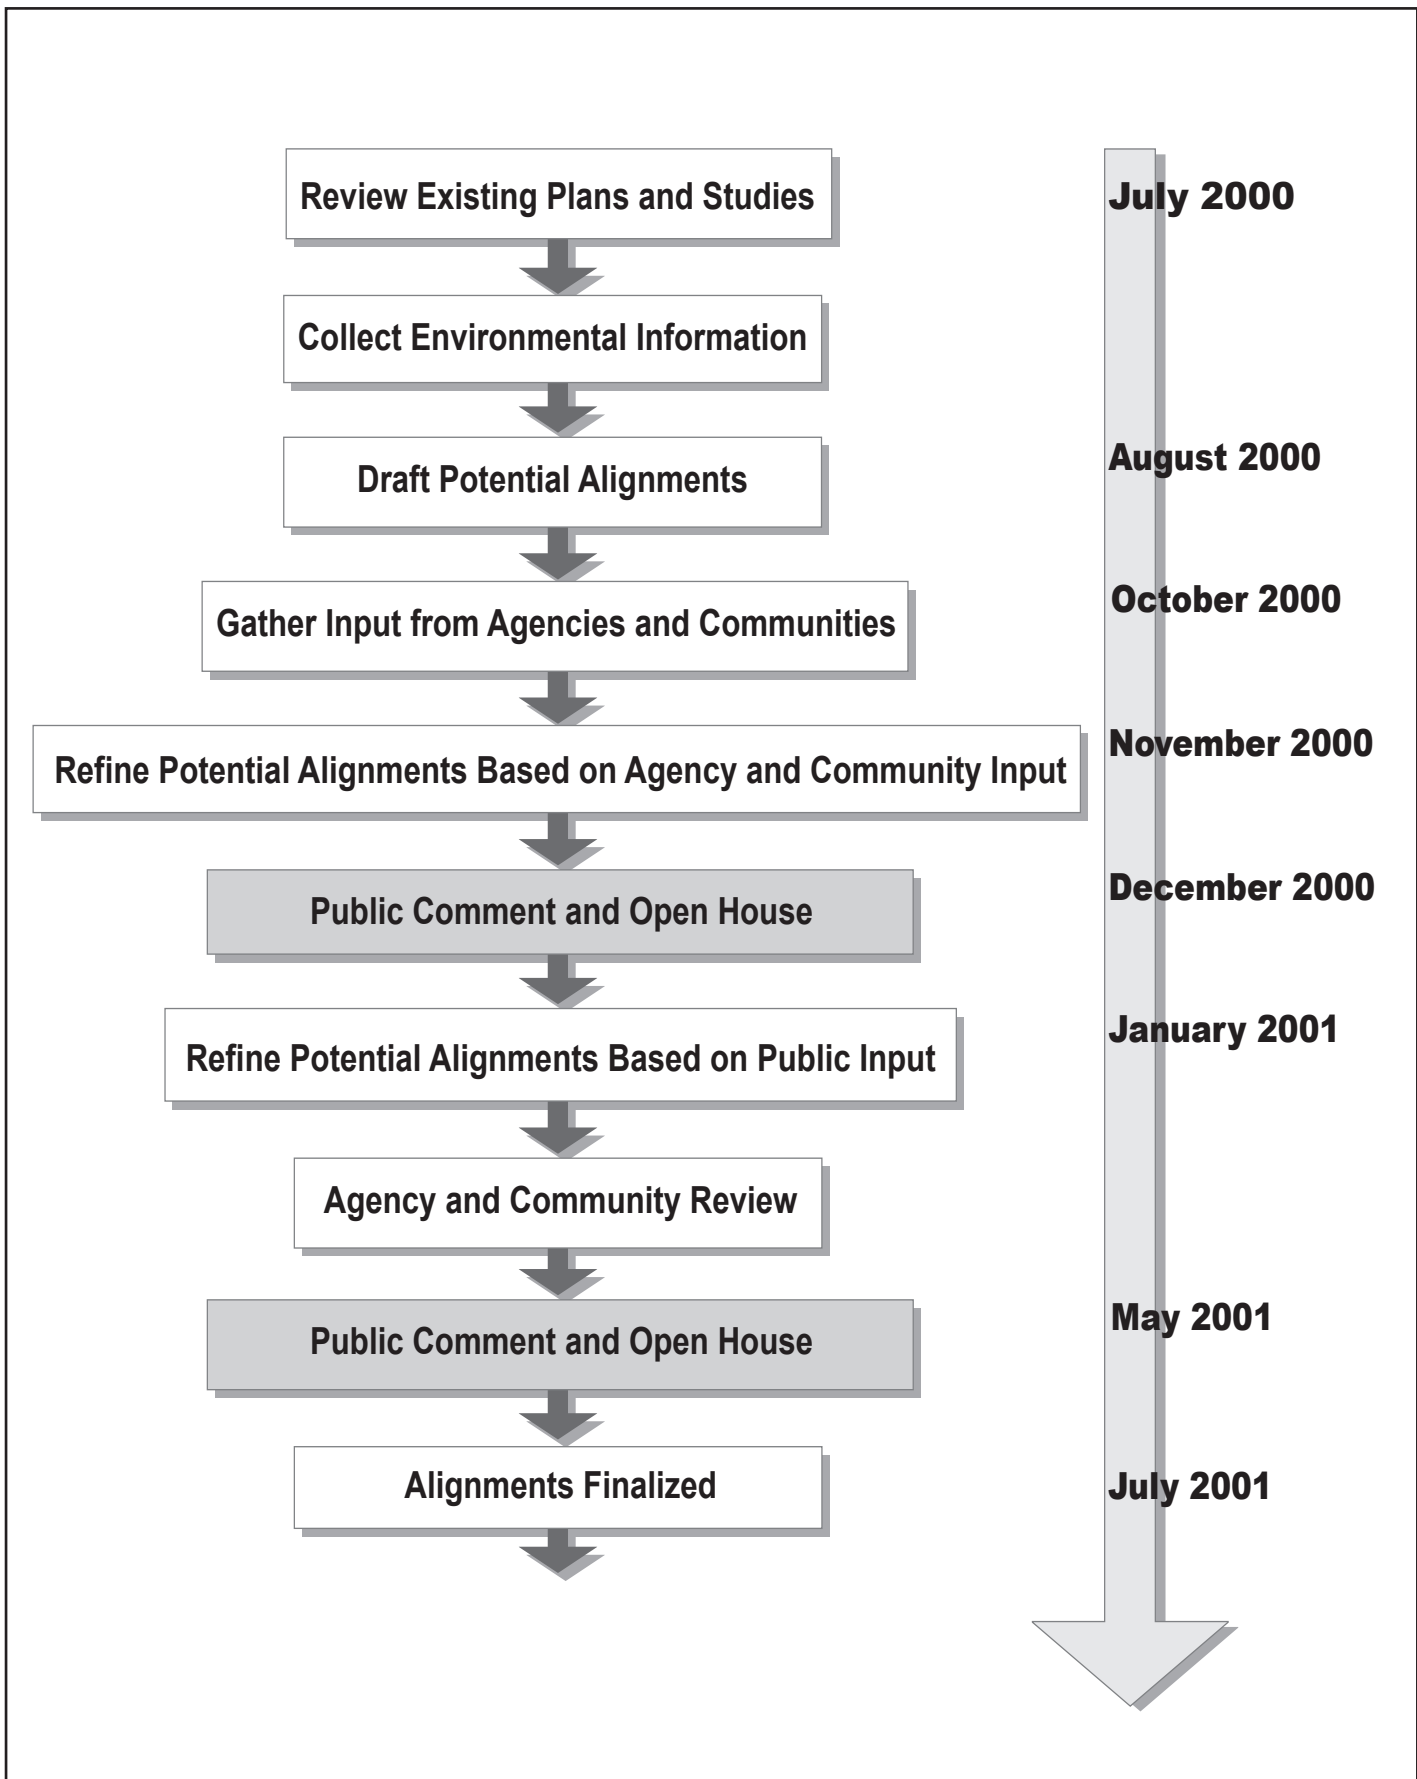 Review Existing Plans and Studies
July 2000
Collect Environmental Information
Draft Potential Alignments
August 2000
Gather Input from Agencies and Communities
October 2000
Refine Potential Alignments Based on Agency and Community Input
November 2000
Public Comment and Open House
December 2000
Refine Potential Alignments Based on Public Input
January 2001
Agency and Community Review
Public Comment and Open House
May 2001
Alignments Finalized
July 2001